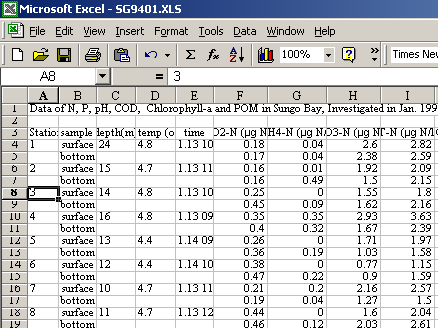 Microsoft Excel - SG9401.XLS
File Edit View Insert Format Tools Data Window Help
100% Times New
A8 = 3
A B C D E F G H I
1 Data of N, P, pH, COD, Chlorophyll-a and POM in Sungo Bay, Investigated in Jan. 199
2
3 Station sample depth(m temp (o time O2-N (µg N H4-N (µg N/ O3-N (µg N T-N (µg N/l
4 1 surface 24 4.8 1.13 10 0.18 0.04 2.6 2.82
5 bottom 0.17 0.04 2.38 2.59
6 2 surface 15 4.7 1.13 11 0.16 0.01 1.92 2.09
7 bottom 0.16 0.49 1.5 2.15
8 3 surface 14 4.8 1.13 10 0.25 0 1.55 1.8
9 bottom 0.45 0.09 1.62 2.16
10 4 surface 16 4.8 1.13 09 0.35 0.35 2.93 3.63
11 bottom 0.4 0.32 1.67 2.39
12 5 surface 13 4.4 1.14 09 0.26 0 1.71 1.97
13 bottom 0.36 0.19 1.03 1.58
14 6 surface 12 4.4 1.14 10 0.38 0 0.77 1.15
15 bottom 0.47 0.22 0.9 1.59
16 7 surface 10 4.7 1.13 11 0.21 0.2 2.16 2.57
17 bottom 0.19 0.04 1.27 1.5
18 8 surface 11 4.7 1.13 12 0.44 0 1.6 2.04
19 bottom 0.46 0.12 2.03 2.61